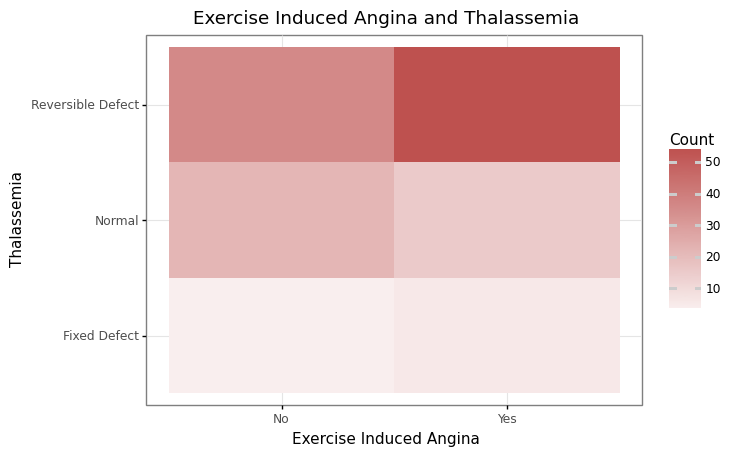 Exercise Induced Angina and Thalassemia
Thalassemia
Reversible Defect
Normal
Fixed Defect
No
Yes
Exercise Induced Angina
Count
50
40
30
20
10